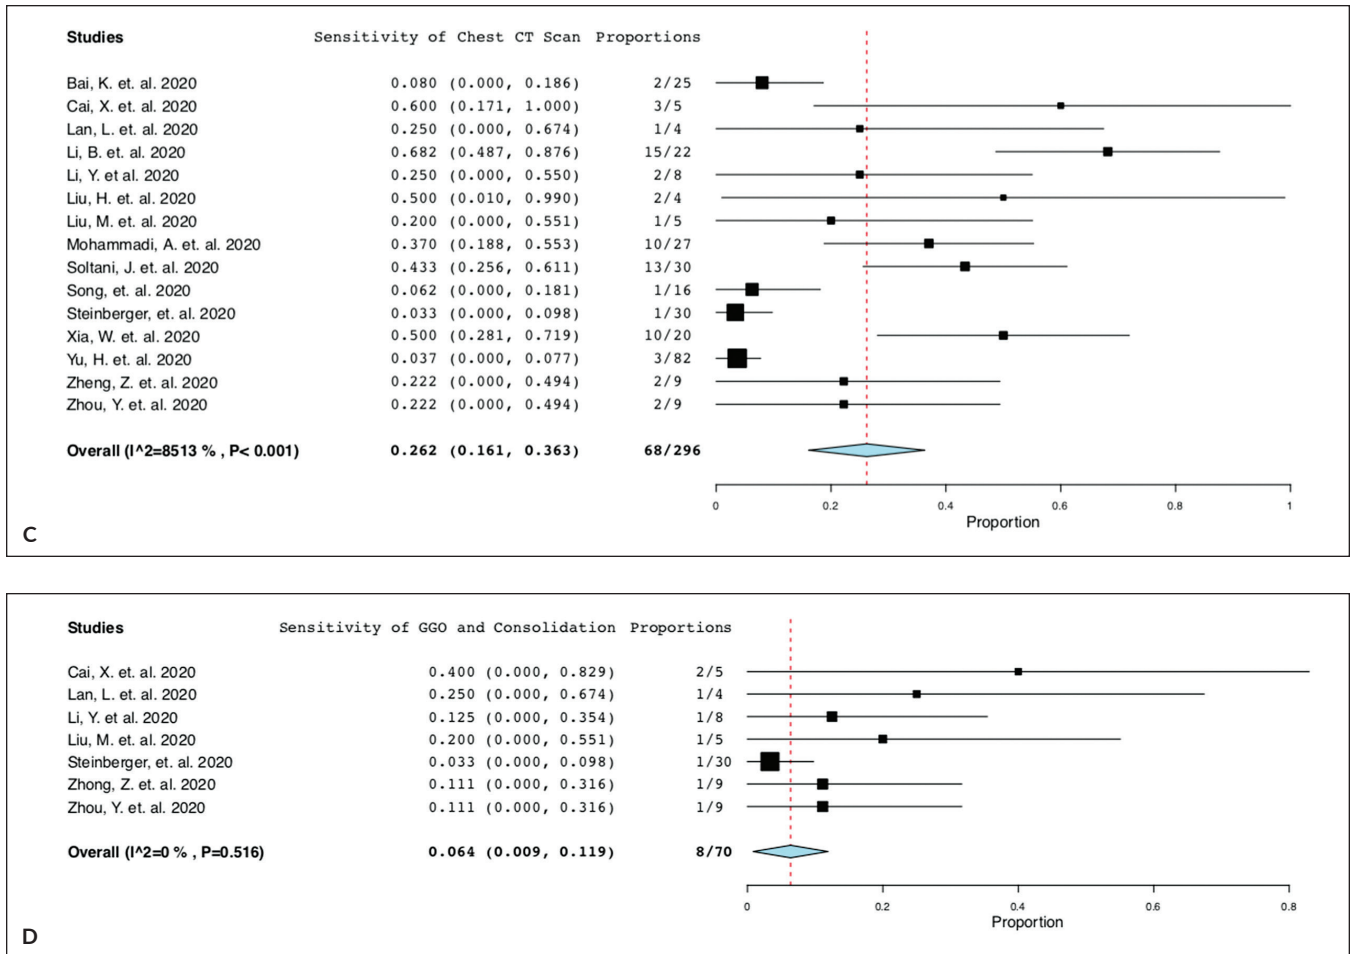 Studies Sensitivity of Chest CT Scan Proportions
Bai, K. et. al. 2020 0.080 (0.000, 0.186) 2/25
Cai, X. et. al. 2020 0.600 (0.171, 1.000) 3/5
Lan, L. et. al. 2020 0.250 (0.000, 0.674) 1/4
Li, B. et. al. 2020 0.682 (0.487, 0.876) 15/22
Li, Y. et al. 2020 0.250 (0.000, 0.550) 2/8
Liu, H. et. al. 2020 0.500 (0.010, 0.990) 2/4
Liu, M. et. al. 2020 0.200 (0.000, 0.551) 1/5
Mohammadi, A. et. al. 2020 0.370 (0.188, 0.553) 10/27
Soltani, J. et. al. 2020 0.433 (0.256, 0.611) 13/30
Song, et. al. 2020 0.062 (0.000, 0.181) 1/16
Steinberger, et. al. 2020 0.033 (0.000, 0.098) 1/30
Xia, W. et. al. 2020 0.500 (0.281, 0.719) 10/20
Yu, H. et. al. 2020 0.037 (0.000, 0.077) 3/82
Zheng, Z. et. al. 2020 0.222 (0.000, 0.494) 2/9
Zhou, Y. et. al. 2020 0.222 (0.000, 0.494) 2/9
Overall (I^2=8513 % , P< 0.001) 0.262 (0.161, 0.363) 68/296
0 0.2 0.4 0.6 0.8 1
Proportion
C
Studies Sensitivity of GGO and Consolidation Proportions
Cai, X. et. al. 2020 0.400 (0.000, 0.829) 2/5
Lan, L. et. al. 2020 0.250 (0.000, 0.674) 1/4
Li, Y. et al. 2020 0.125 (0.000, 0.354) 1/8
Liu, M. et. al. 2020 0.200 (0.000, 0.551) 1/5
Steinberger, et. al. 2020 0.033 (0.000, 0.098) 1/30
Zhong, Z. et. al. 2020 0.111 (0.000, 0.316) 1/9
Zhou, Y. et. al. 2020 0.111 (0.000, 0.316) 1/9
Overall (I^2=0 % , P=0.516) 0.064 (0.009, 0.119) 8/70
0 0.2 0.4 0.6 0.8
Proportion
D